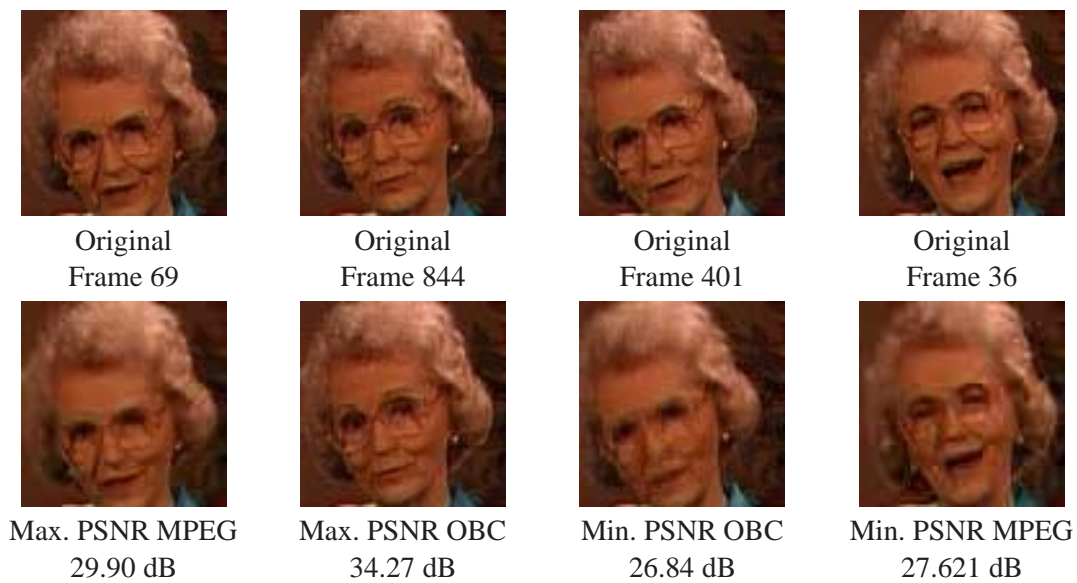 Original
Frame 69
Original
Frame 844
Original
Frame 401
Original
Frame 36
Max. PSNR MPEG
29.90 dB
Max. PSNR OBC
34.27 dB
Min. PSNR OBC
26.84 dB
Min. PSNR MPEG
27.621 dB